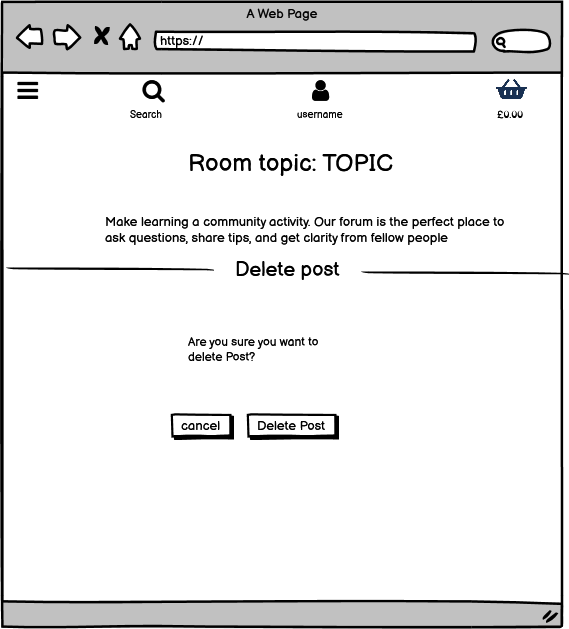 A Web Page
https://
Search
username
£0.00
Room topic: TOPIC
Make learning a community activity. Our forum is the perfect place to
ask questions, share tips, and get clarity from fellow people
Delete post
Are you sure you want to
delete Post?
cancel
Delete Post